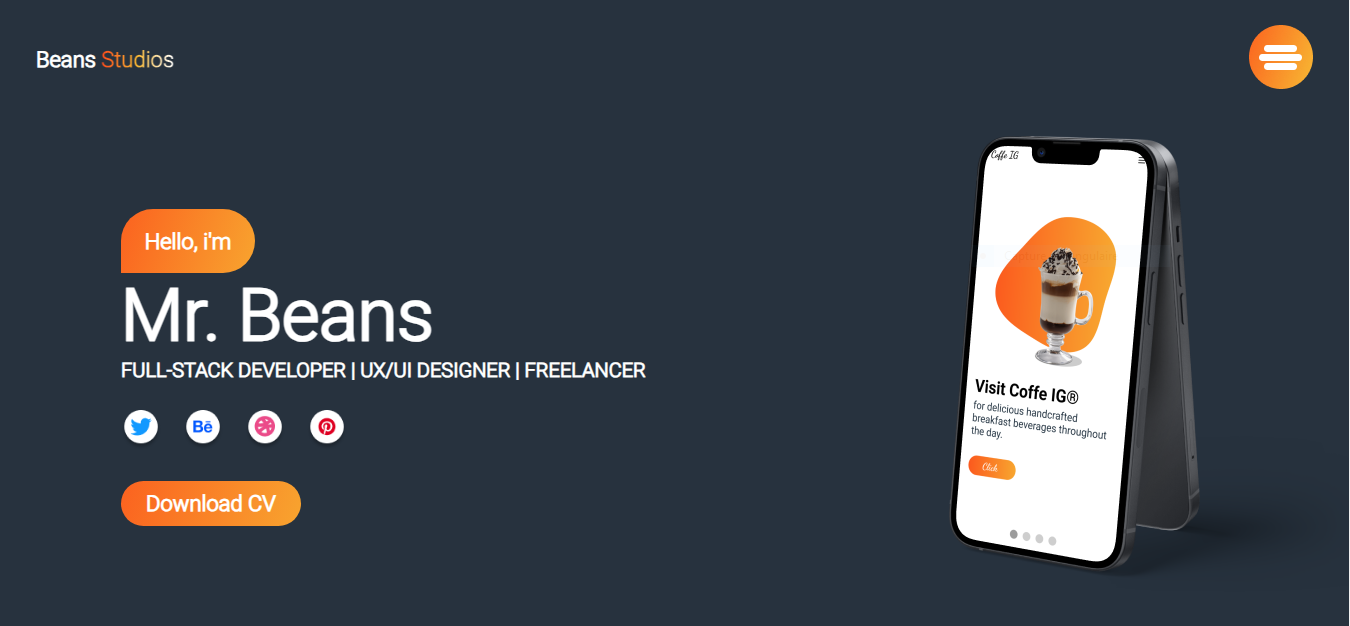 Beans Studios
Hello, i'm
Mr. Beans
FULL-STACK DEVELOPER | UX/UI DESIGNER | FREELANCER
Bē
Download CV
Coffe IG
Visit Coffe IG®
for delicious handcrafted
breakfast beverages throughout
the day.
Click